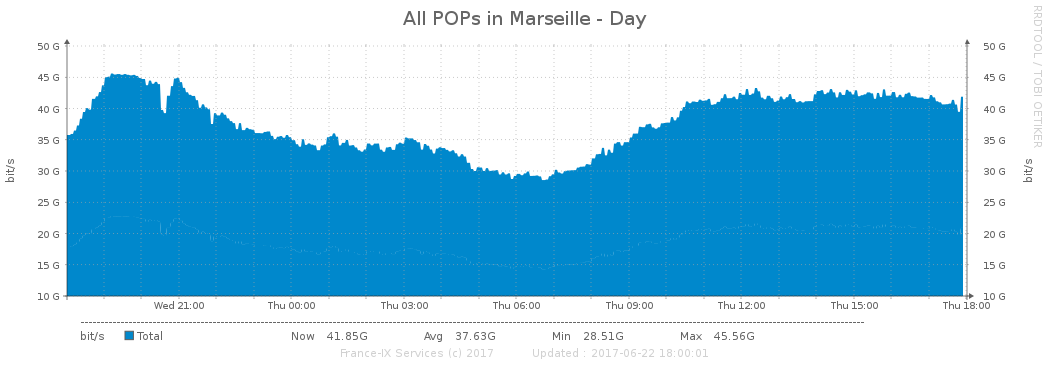 All POPs in Marseille - Day
RRDTOOL / TOBI OETIKER
50 G 50 G
45 G 45 G
40 G 40 G
35 G 35 G
30 G 30 G
25 G 25 G
20 G 20 G
15 G 15 G
10 G 10 G
bit/s
bit/s
Wed 21:00 Thu 00:00 Thu 03:00 Thu 06:00 Thu 09:00 Thu 12:00 Thu 15:00 Thu 18:00
bit/s Total Now 41.85G Avg 37.63G Min 28.51G Max 45.56G
France-IX Services (c) 2017 Updated : 2017-06-22 18:00:01